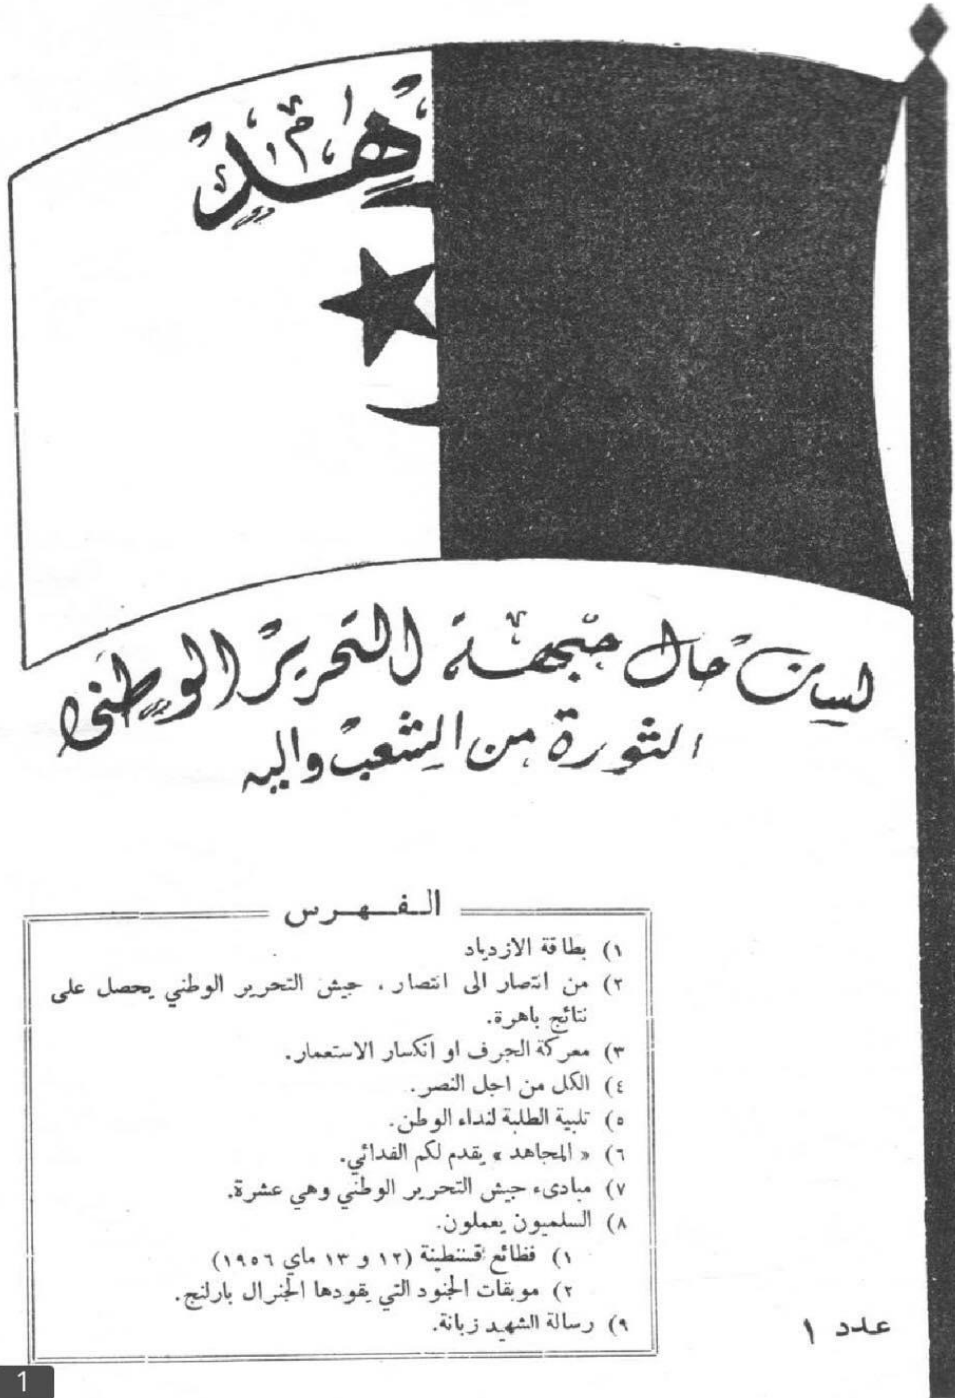 هد
لسان حال جبهة التحرير الوطني
الثورة من الشعب واليه
الـفـهـرس
١) بطاقة الازدياد
٢) من انتصار الى انتصار ، جيش التحرير الوطني يحصل على
نتائج باهرة.
٣) معركة الجرف او انكسار الاستعمار.
٤) الكل من اجل النصر.
٥) تلبية الطلبة لنداء الوطن.
٦) « المجاهد » يقدم لكم الفدائي.
٧) مبادىء جيش التحرير الوطني وهي عشرة.
٨) السلميون يعملون.
١) فظائع قسنطينة (١٢ و ١٣ ماي ١٩٥٦)
٢) موبقات الجنود التي يقودها الجنرال بارلنج.
٩) رسالة الشهيد زبانة.
عدد ١
1